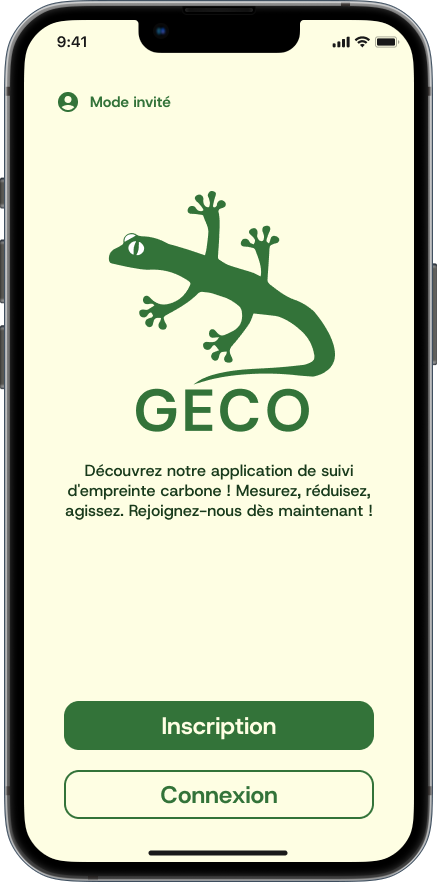 9:41
Mode invité
GECO
Découvrez notre application de suivi
d'empreinte carbone ! Mesurez, réduisez,
agissez. Rejoignez-nous dès maintenant !
Inscription
Connexion